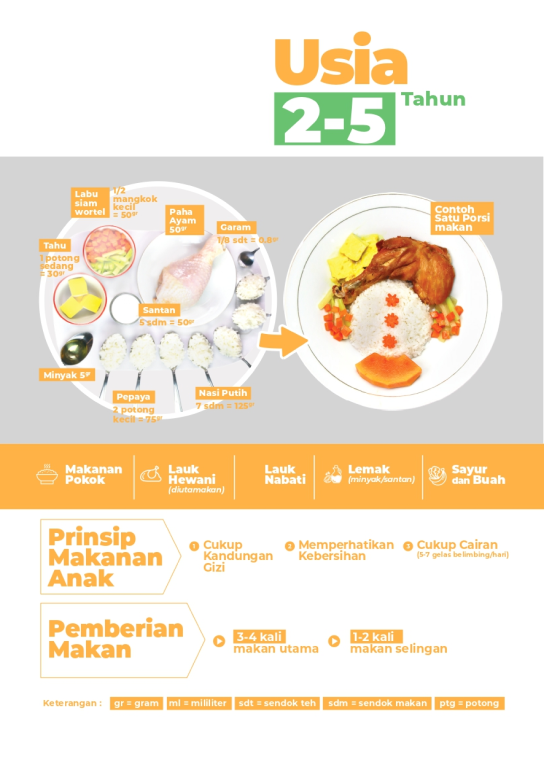 Usia
2-5 Tahun
Labu
siam
wortel
1/2
mangkok
kecil
= 50gr
Paha
Ayam
50gr
Garam
1/8 sdt = 0,8gr
Contoh
Satu Porsi
makan
Tahu
1 potong
sedang
= 30gr
Santan
5 sdm = 50gr
Minyak 5gr
Pepaya
2 potong
kecil = 75gr
Nasi Putih
7 sdm = 125gr
Makanan
Pokok
Lauk
Hewani
(diutamakan)
Lauk
Nabati
Lemak
(minyak/santan)
Sayur
dan Buah
Prinsip
Makanan
Anak
1 Cukup
Kandungan
Gizi
2 Memperhatikan
Kebersihan
3 Cukup Cairan
(5-7 gelas belimbing/hari)
Pemberian
Makan
3-4 kali
makan utama
1-2 kali
makan selingan
Keterangan : gr = gram ml = mililiter sdt = sendok teh sdm = sendok makan ptg = potong